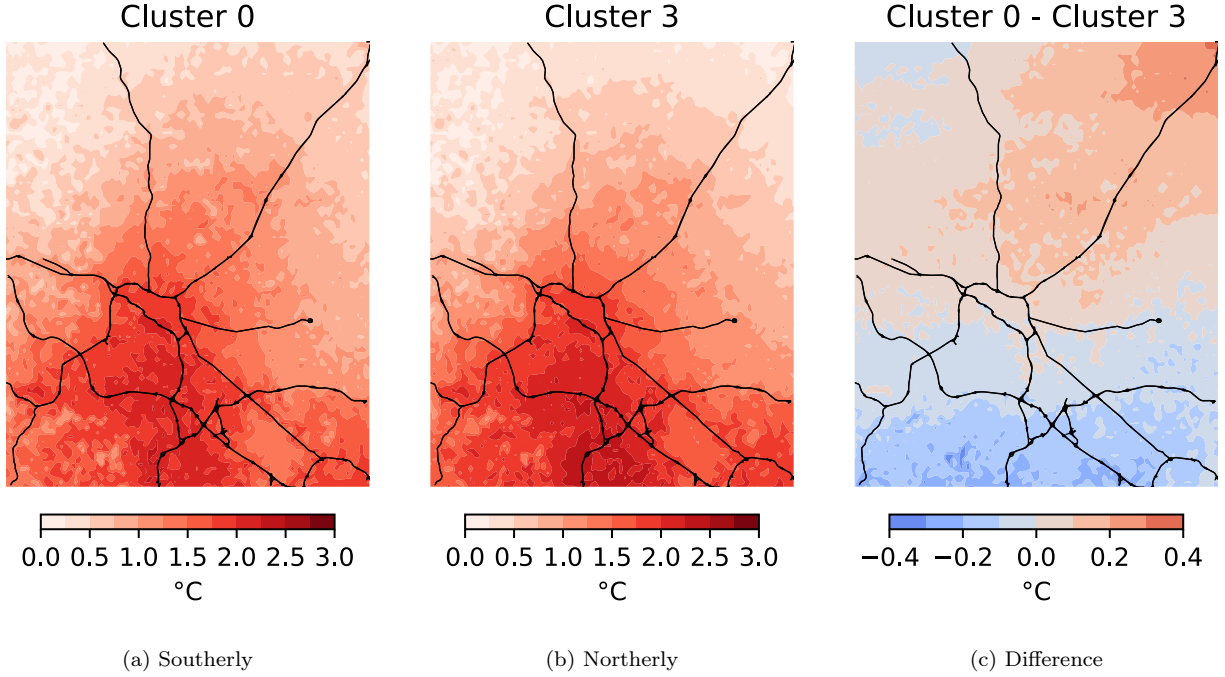 Cluster 0
Cluster 3
Cluster 0 - Cluster 3
0.0 0.5 1.0 1.5 2.0 2.5 3.0
°C
0.0 0.5 1.0 1.5 2.0 2.5 3.0
°C
−0.4 −0.2 0.0 0.2 0.4
°C
(a) Southerly
(b) Northerly
(c) Difference